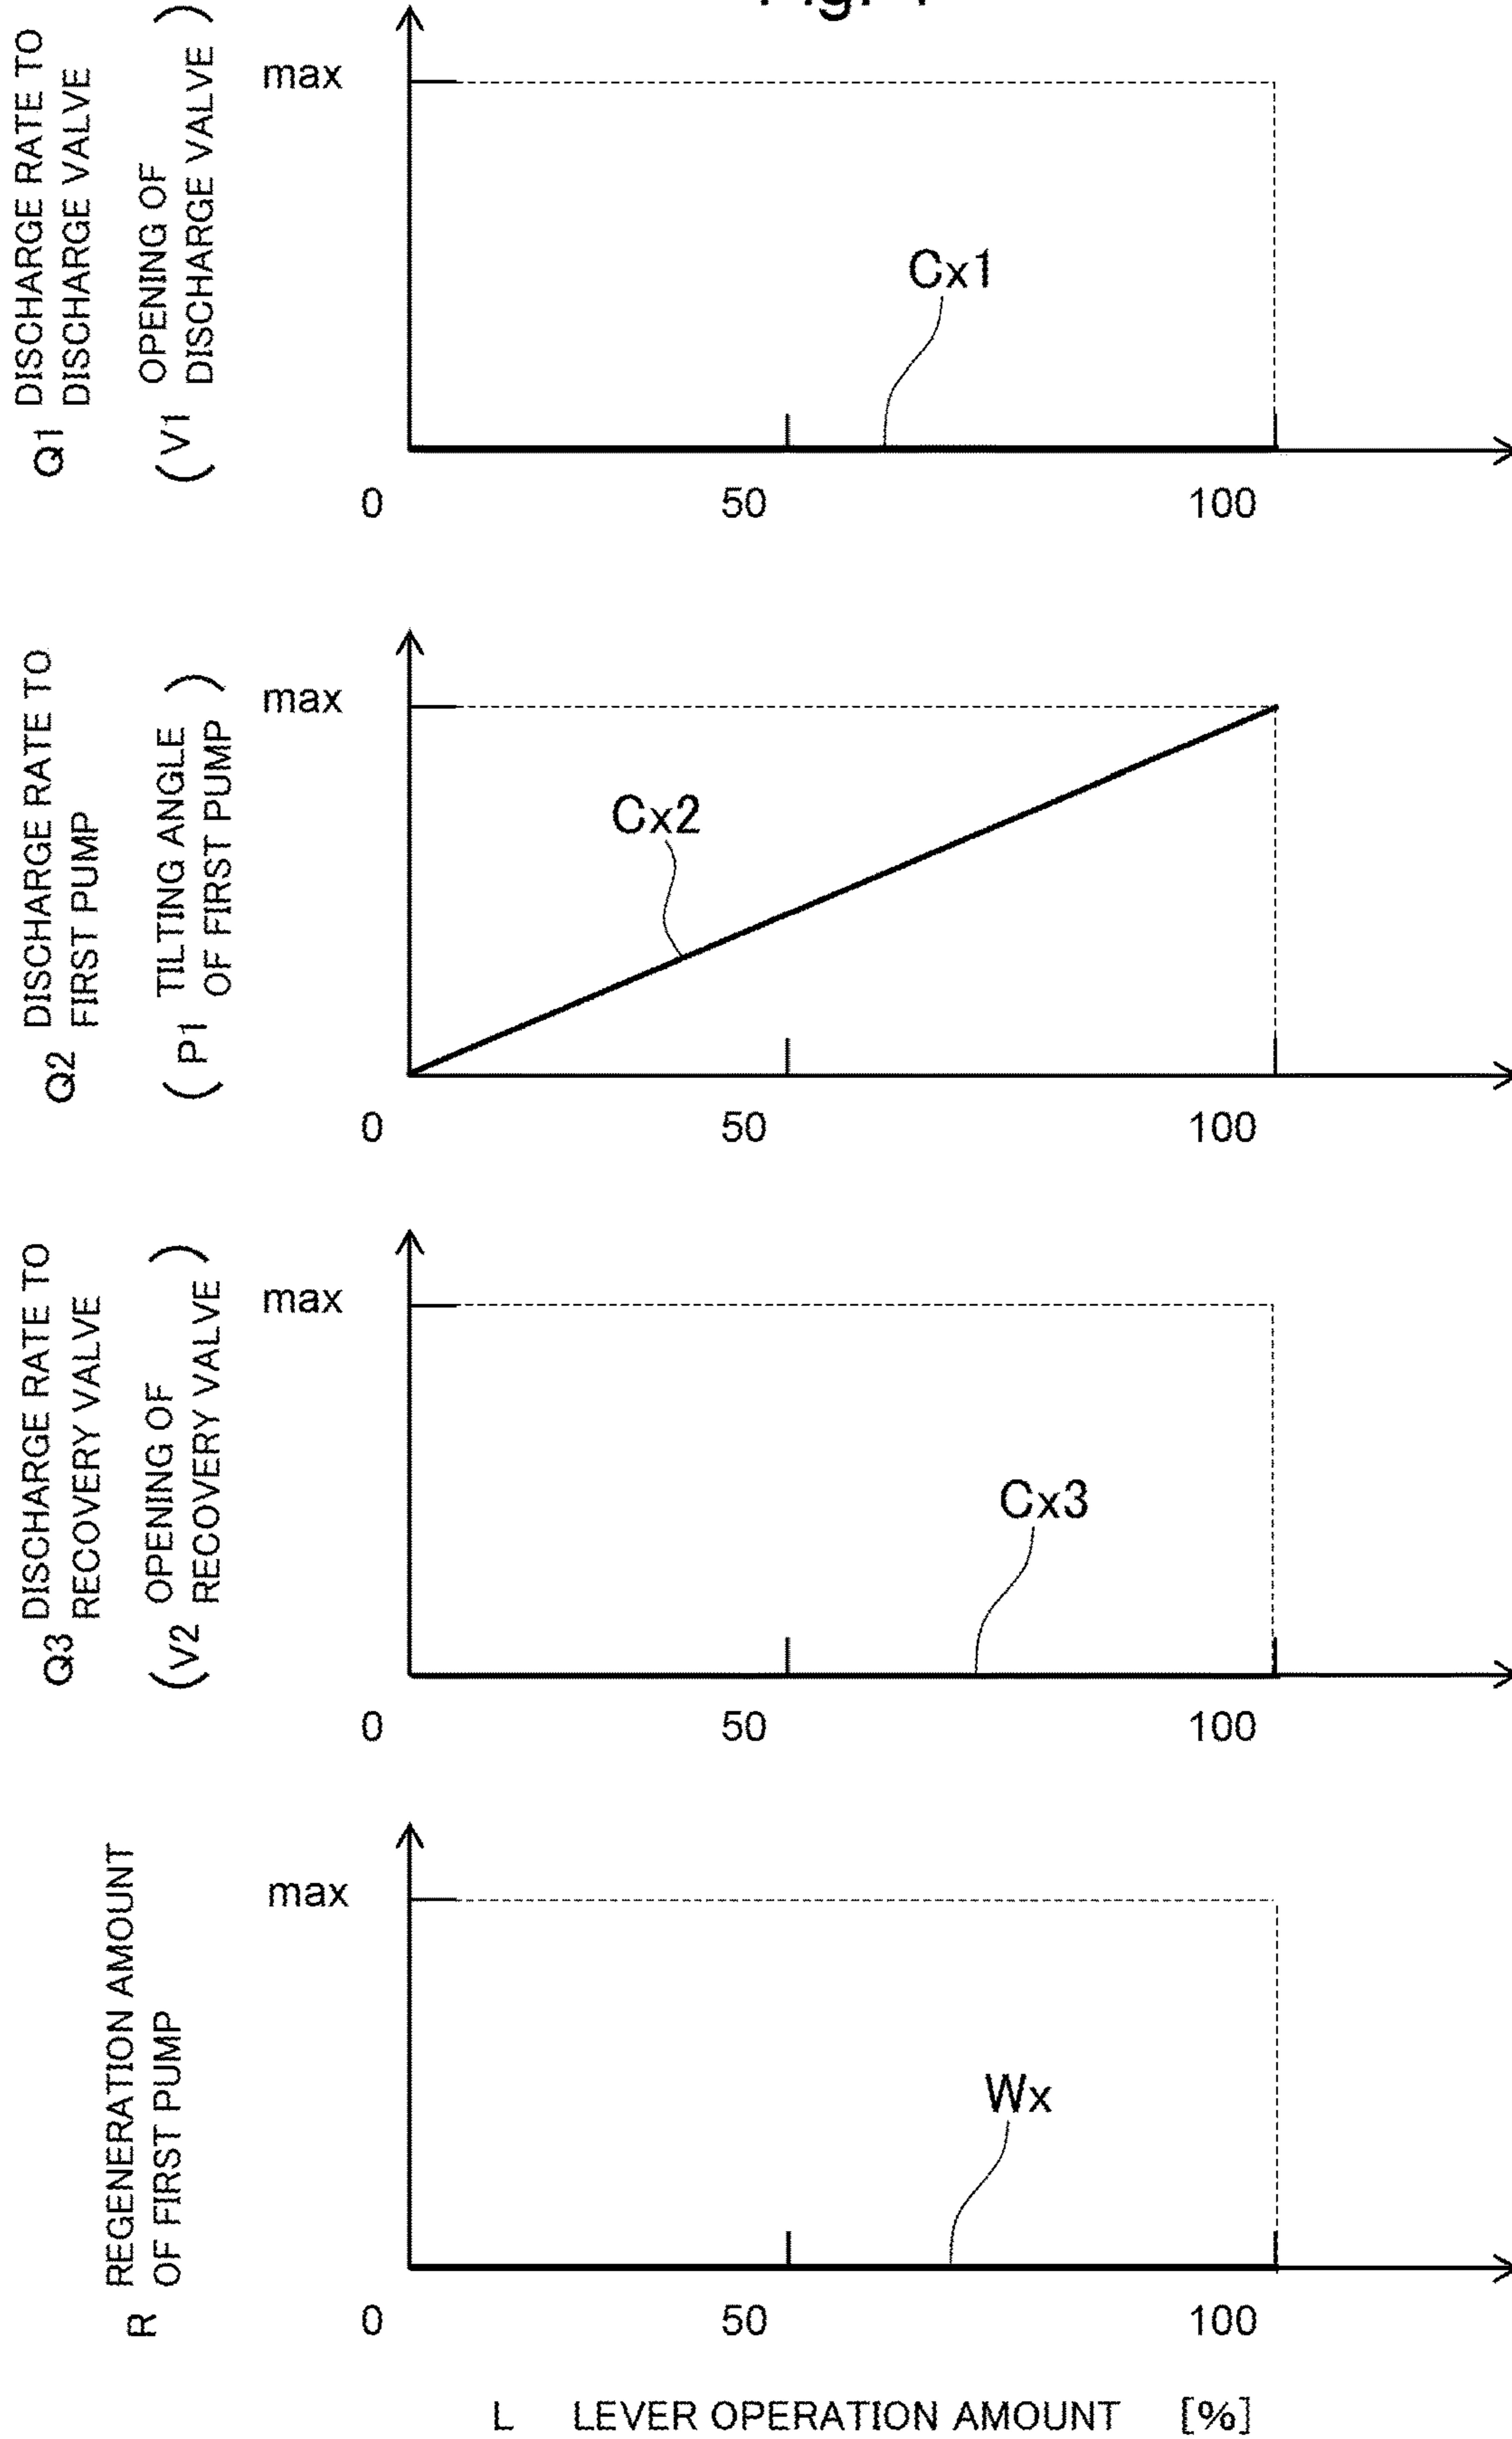 Q1 DISCHARGE RATE TO
DISCHARGE VALVE
( V1 OPENING OF
DISCHARGE VALVE )
max
Cx1
0 50 100
Q2 DISCHARGE RATE TO
FIRST PUMP
( P1 TILTING ANGLE
OF FIRST PUMP )
max
Cx2
0 50 100
Q3 DISCHARGE RATE TO
RECOVERY VALVE
( V2 OPENING OF
RECOVERY VALVE )
max
Cx3
0 50 100
R REGENERATION AMOUNT
OF FIRST PUMP
max
Wx
0 50 100
L LEVER OPERATION AMOUNT [%]